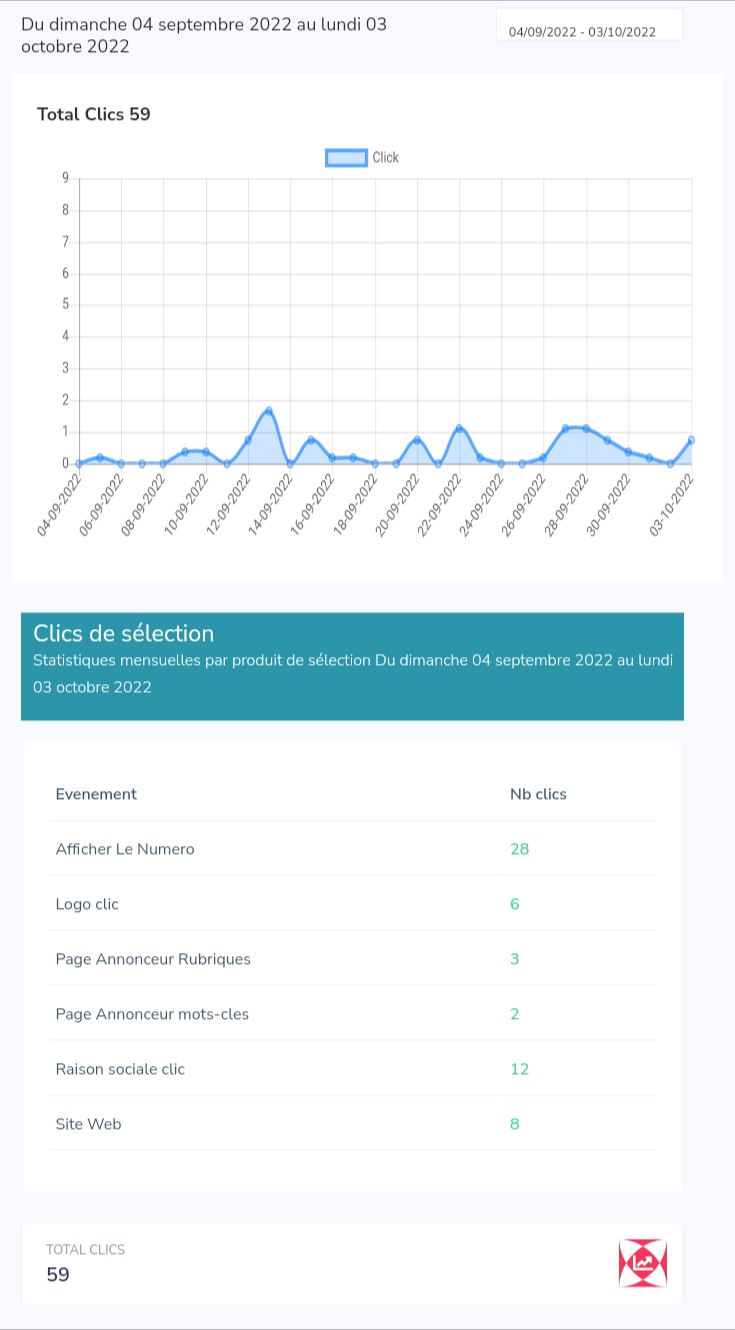 Du dimanche 04 septembre 2022 au lundi 03
octobre 2022
04/09/2022 - 03/10/2022
Total Clics 59
Click
9
8
7
6
5
4
3
2
1
0
04-09-2022
06-09-2022
08-09-2022
10-09-2022
12-09-2022
14-09-2022
16-09-2022
18-09-2022
20-09-2022
22-09-2022
24-09-2022
26-09-2022
28-09-2022
30-09-2022
03-10-2022
Clics de sélection
Statistiques mensuelles par produit de sélection Du dimanche 04 septembre 2022 au lundi
03 octobre 2022
Evenement Nb clics
Afficher Le Numero 28
Logo clic 6
Page Annonceur Rubriques 3
Page Annonceur mots-cles 2
Raison sociale clic 12
Site Web 8
TOTAL CLICS
59